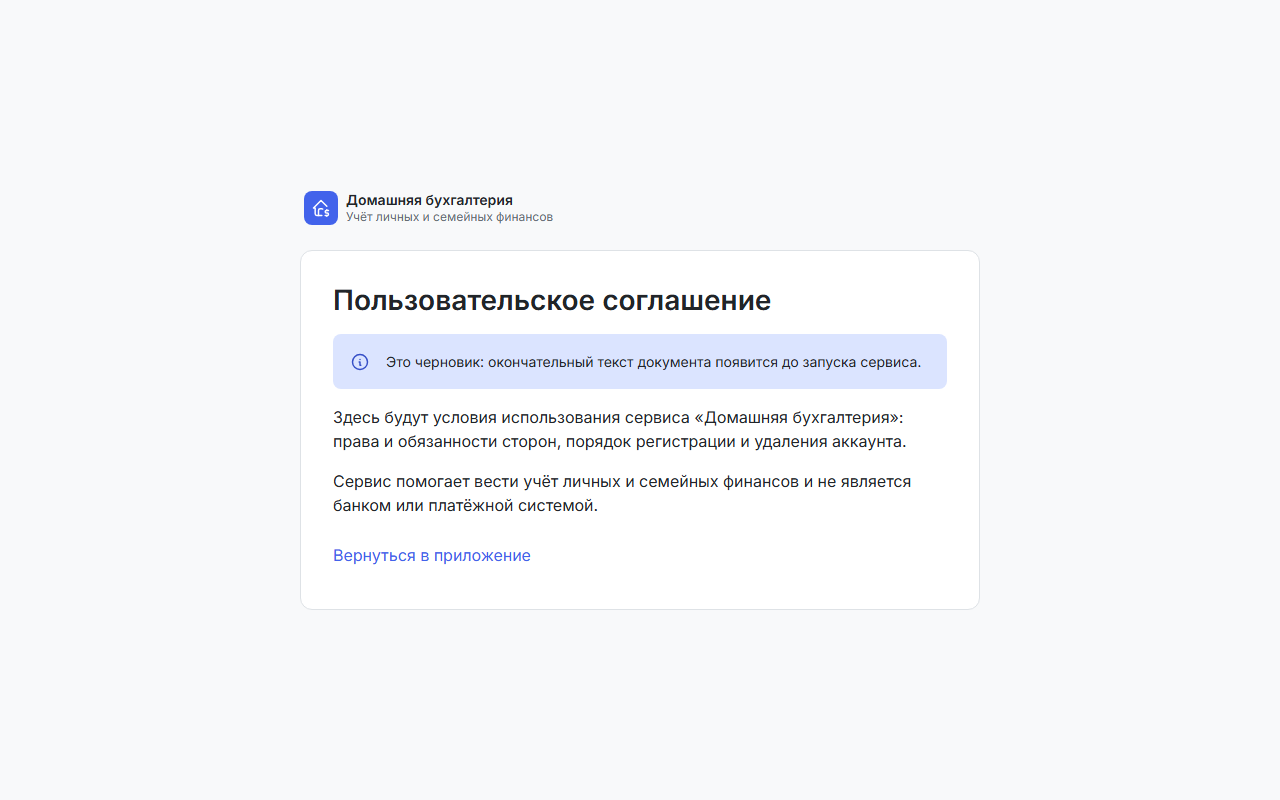 Домашняя бухгалтерия
Учёт личных и семейных финансов
Пользовательское соглашение
Это черновик: окончательный текст документа появится до запуска сервиса.
Здесь будут условия использования сервиса «Домашняя бухгалтерия»:
права и обязанности сторон, порядок регистрации и удаления аккаунта.
Сервис помогает вести учёт личных и семейных финансов и не является
банком или платёжной системой.
Вернуться в приложение